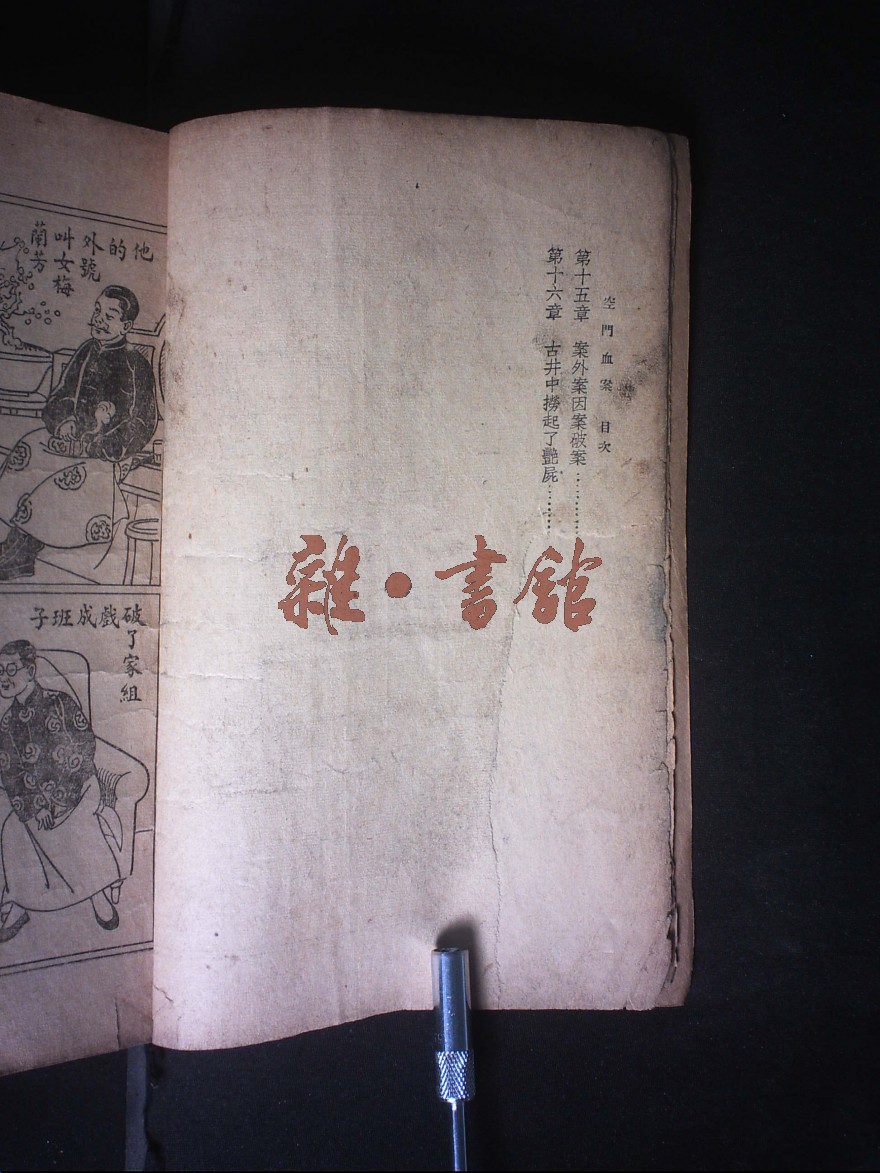 空門血案 目次
第十五章 案外案因案破案…………
第十六章 古井中撈起了艷屍…………
他的外號叫女梅蘭芳
破了家組成戲班子
雜·書館